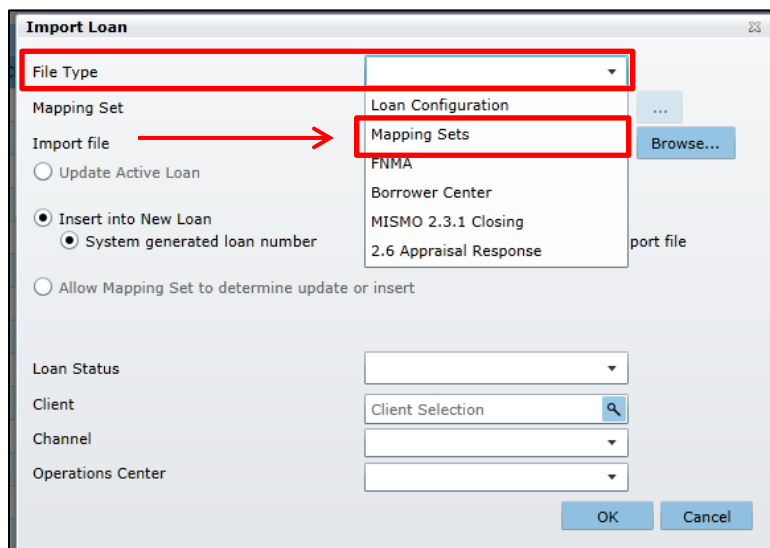 Import Loan
File Type
Mapping Set
...
Loan Configuration
Mapping Sets
FNMA
Borrower Center
MISMO 2.3.1 Closing
2.6 Appraisal Response
Import file
Browse...
Update Active Loan
Insert into New Loan
System generated loan number
port file
Allow Mapping Set to determine update or insert
Loan Status
Client
Client Selection
Channel
Operations Center
OK
Cancel